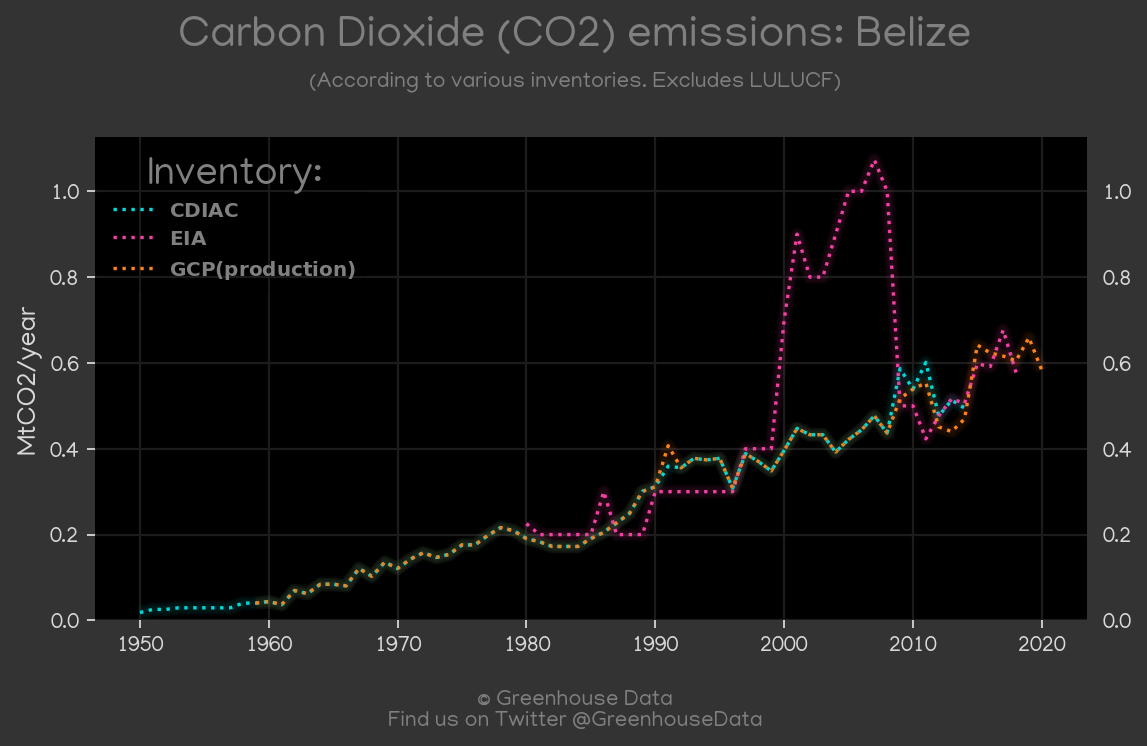 Carbon Dioxide (CO2) emissions: Belize
(According to various inventories. Excludes LULUCF)
Inventory:
CDIAC
EIA
GCP(production)
MtCO2/year
1.0
0.8
0.6
0.4
0.2
0.0
1.0
0.8
0.6
0.4
0.2
0.0
1950 1960 1970 1980 1990 2000 2010 2020
© Greenhouse Data
Find us on Twitter @GreenhouseData